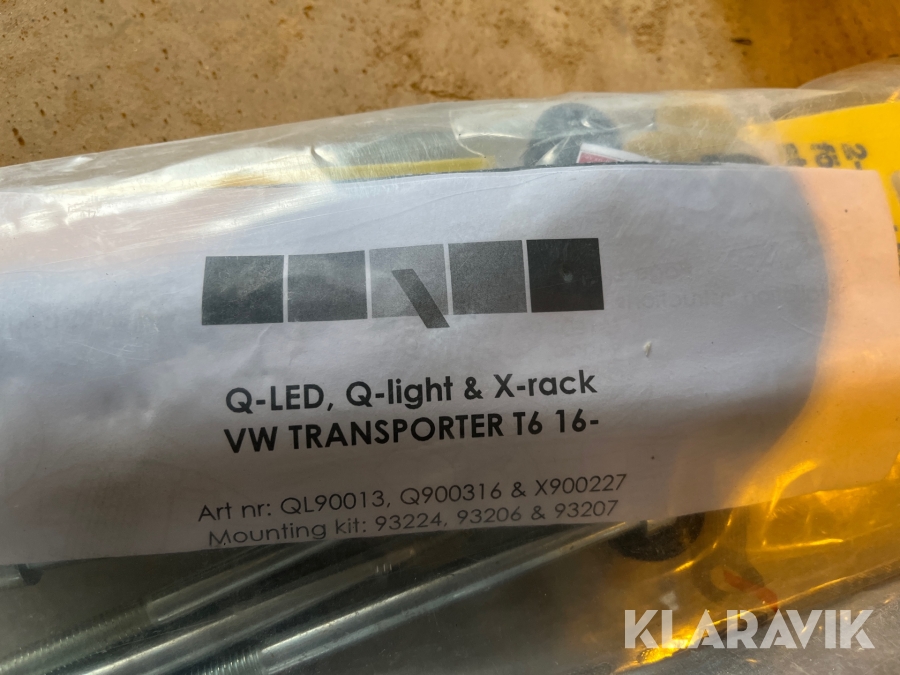 Q-LED, Q-light & X-rack
VW TRANSPORTER T6 16-
Art nr: QL90013, Q900316 & X900227
Mounting kit: 93224, 93206 & 93207
KLARAVIK